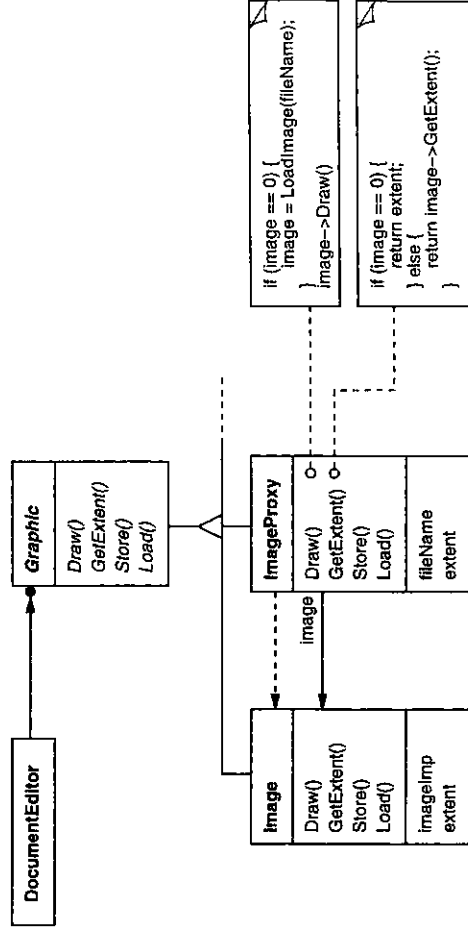 DocumentEditor
Graphic
Draw()
GetExtent()
Store()
Load()
Image
Draw()
GetExtent()
Store()
Load()
imageImp
extent
image
ImageProxy
Draw()
GetExtent()
Store()
Load()
fileName
extent
if (image == 0) {
image = LoadImage(fileName);
}
image->Draw()
if (image == 0) {
return extent;
} else {
return image->GetExtent();
}